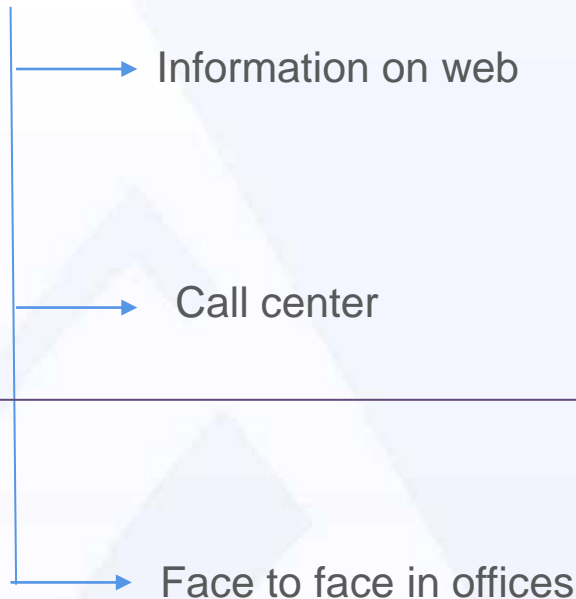 Information on web
Call center
Face to face in offices